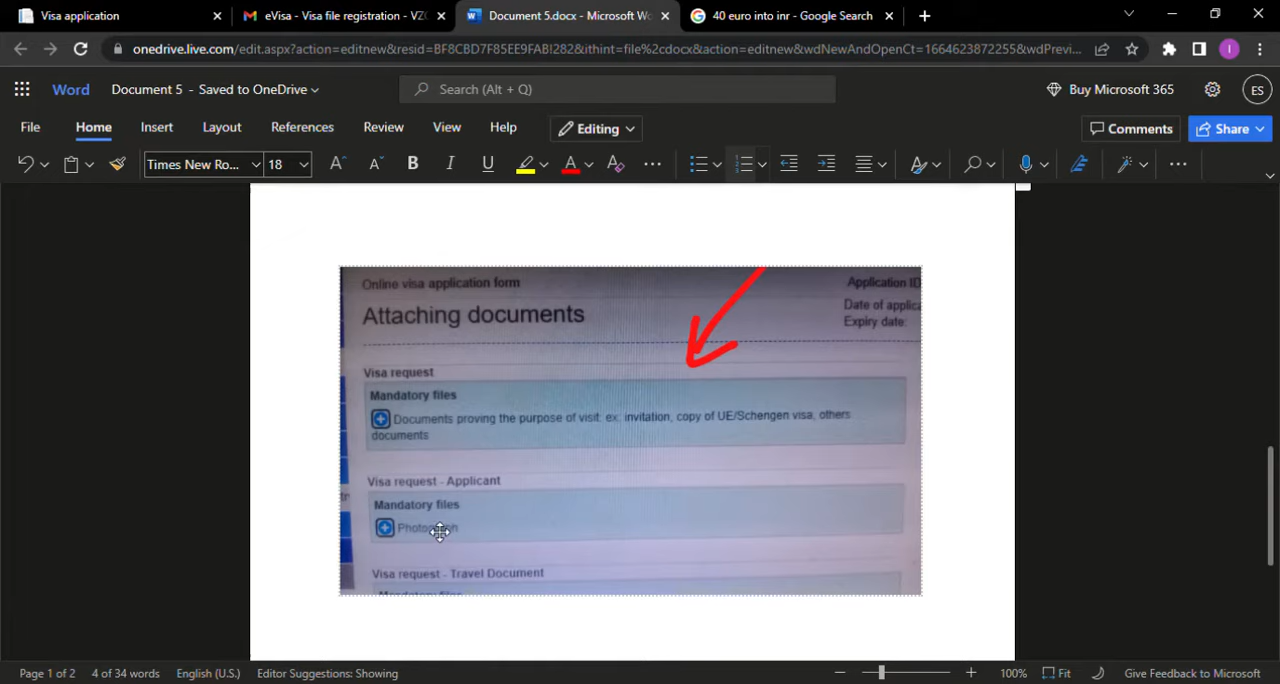 Visa application
eVisa - Visa file registration - VZ
Document 5.docx - Microsoft Wo
40 euro into inr - Google Search
onedrive.live.com/edit.aspx?action=editnew&resid=BF8CBD7F85EE9FAB!282&ithint=file%2cdocx&action=editnew&wdNewAndOpenCt=1664623872255&wdPrevi...
I
Word
Document 5 - Saved to OneDrive
Search (Alt + Q)
Buy Microsoft 365
ES
File
Home
Insert
Layout
References
Review
View
Help
Editing
Comments
Share
Times New Ro...
18
Online visa application form
Application ID
Attaching documents
Date of applica
Expiry date:
Visa request
Mandatory files
Documents proving the purpose of visit: ex: invitation, copy of UE/Schengen visa, others
documents
Visa request - Applicant
Mandatory files
Photograph
Visa request - Travel Document
Mandatory files
Page 1 of 2
4 of 34 words
English (U.S.)
Editor Suggestions: Showing
100%
Fit
Give Feedback to Microsoft